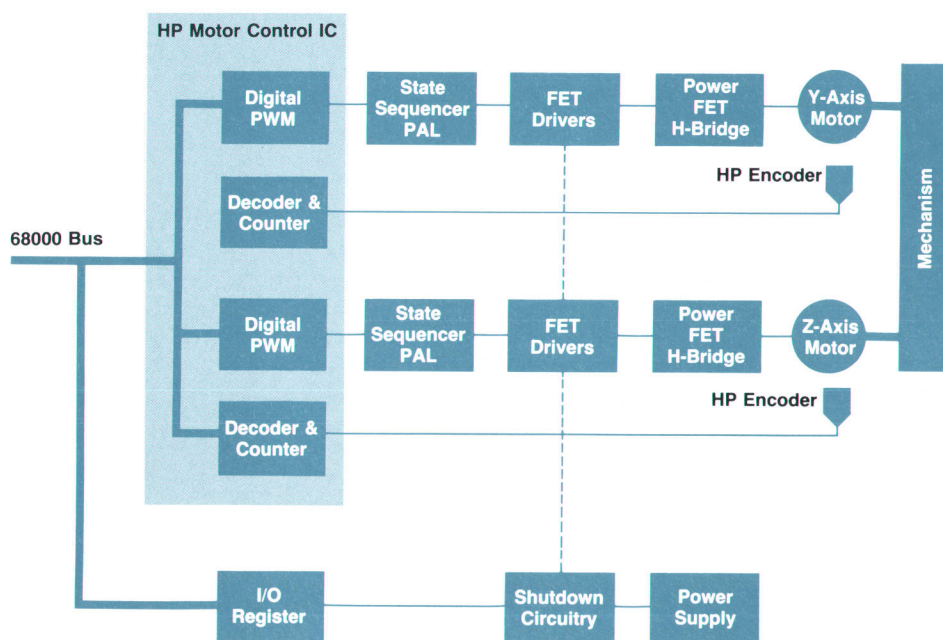 HP Motor Control IC
Digital
PWM
State
Sequencer
PAL
FET
Drivers
Power
FET
H-Bridge
Y-Axis
Motor
HP Encoder
Decoder &
Counter
Mechanism
68000 Bus
Digital
PWM
State
Sequencer
PAL
FET
Drivers
Power
FET
H-Bridge
Z-Axis
Motor
HP Encoder
Decoder &
Counter
I/O
Register
Shutdown
Circuitry
Power
Supply